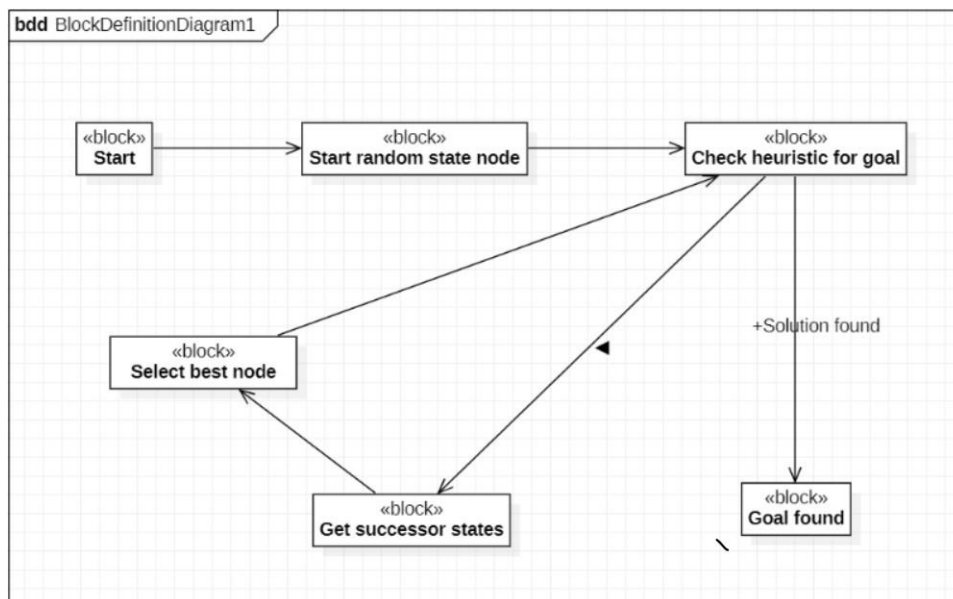 bdd BlockDefinitionDiagram1
«block»
Start
«block»
Start random state node
«block»
Check heuristic for goal
+Solution found
«block»
Select best node
«block»
Get successor states
«block»
Goal found